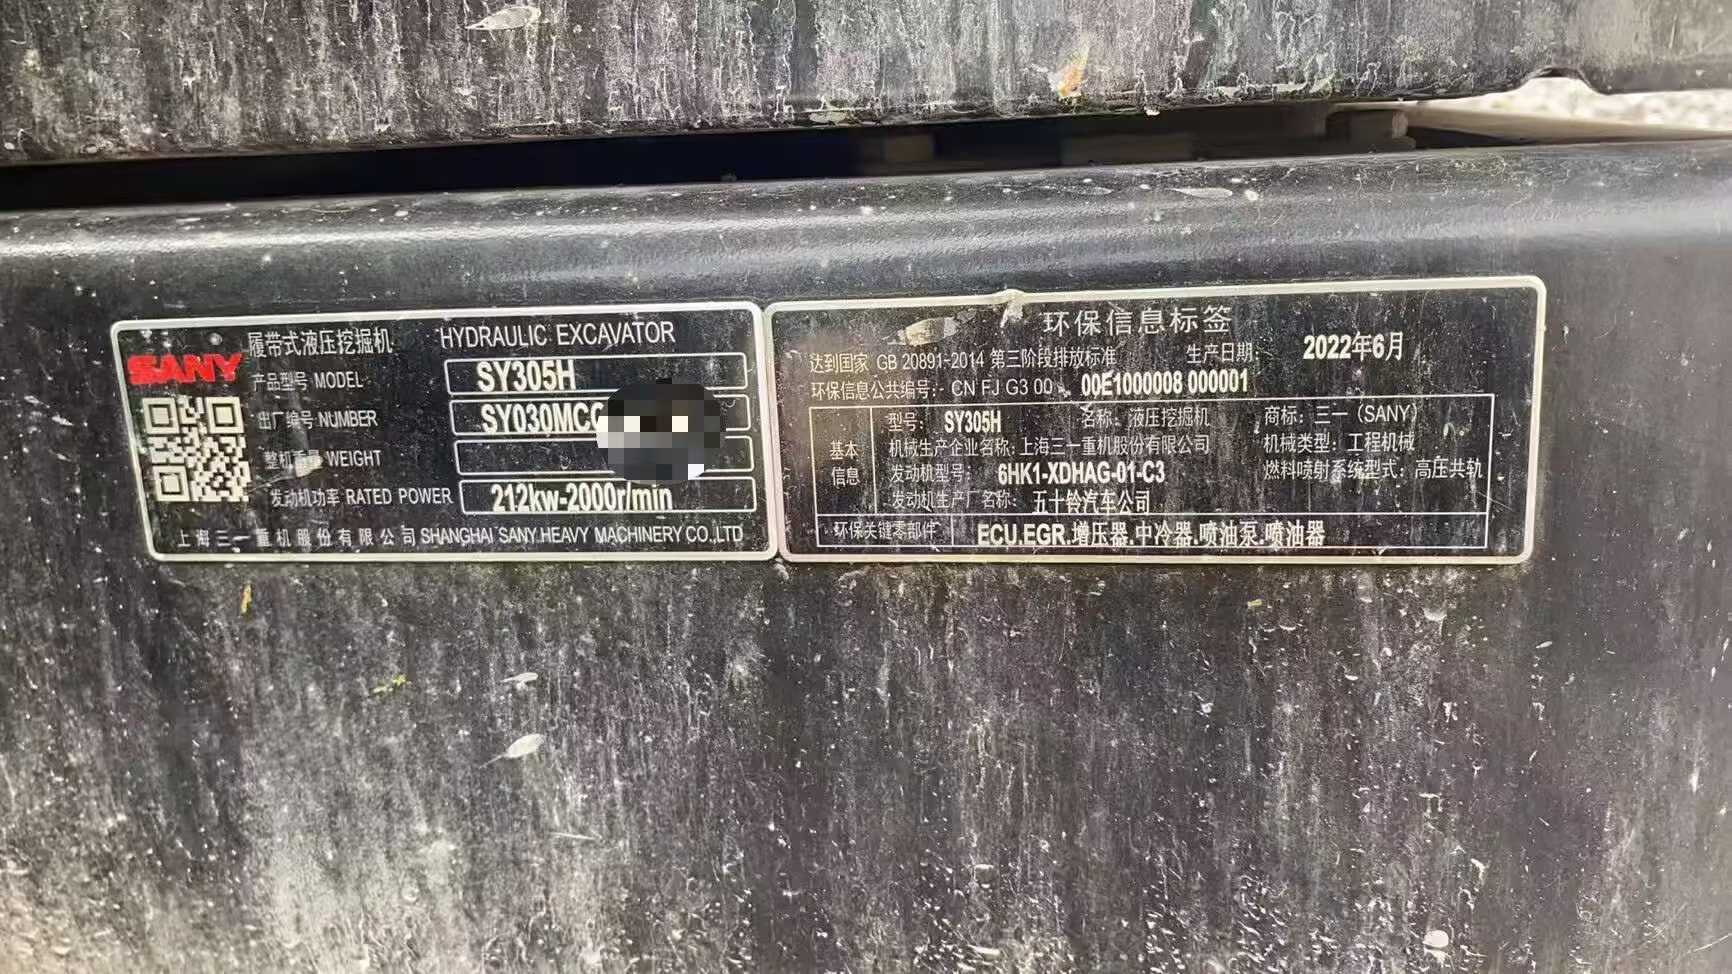 履带式液压挖掘机 HYDRAULIC EXCAVATOR
SANY
产品型号 MODEL SY305H
出厂编号 NUMBER SY030MCC
整机重量 WEIGHT
发动机功率 RATED POWER 212kw-2000r/min
上海三一重机股份有限公司 SHANGHAI SANY HEAVY MACHINERY CO.,LTD
环保信息标签
达到国家 GB 20891-2014 第三阶段排放标准 生产日期: 2022年6月
环保信息公共编号: CN FJ G3 00 00E1000008 000001
基本信息
型号: SY305H 名称: 液压挖掘机 商标: 三一 (SANY)
机械生产企业名称: 上海三一重机股份有限公司 机械类型: 工程机械
发动机型号: 6HK1-XDHAG-01-C3 燃料喷射系统型式: 高压共轨
发动机生产厂名称: 五十铃汽车公司
环保关键零部件 ECU.EGR.增压器.中冷器.喷油泵.喷油器